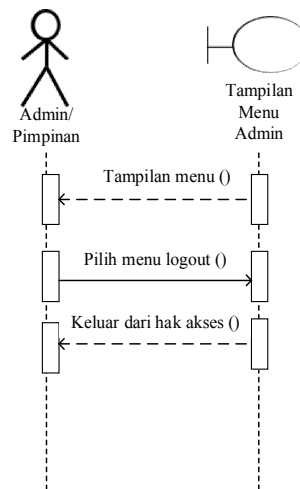 Admin/
Pimpinan
Tampilan
Menu
Admin
Tampilan menu ()
Pilih menu logout ()
Keluar dari hak akses ()